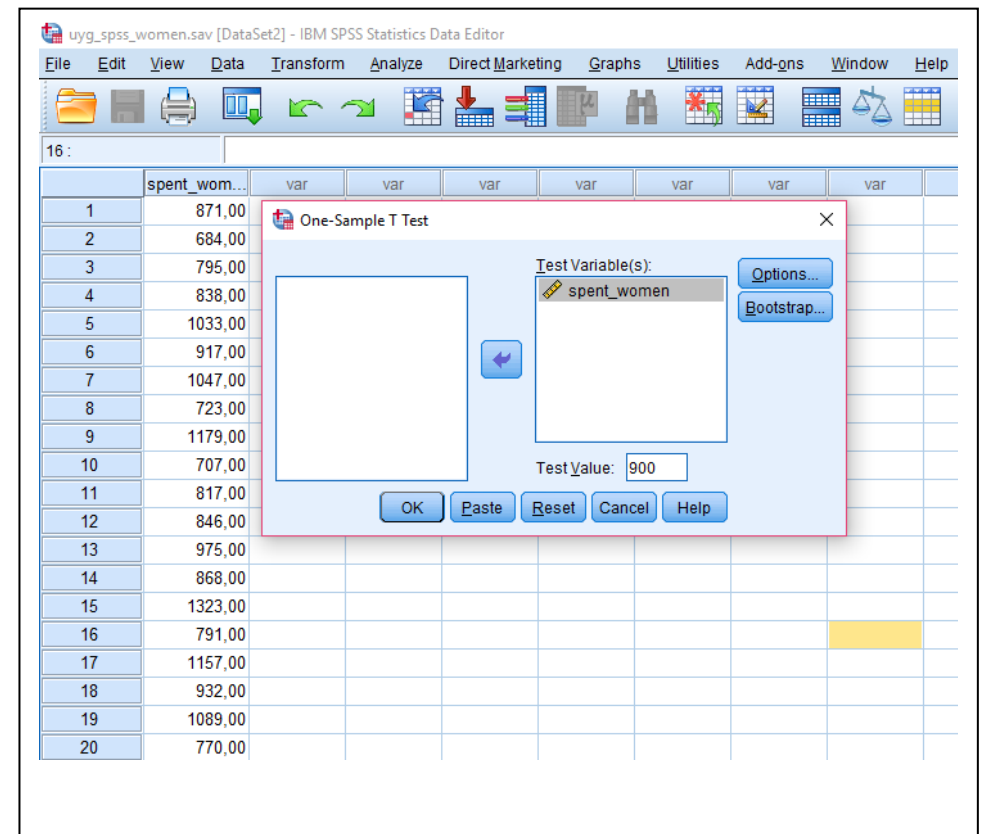 uyg_spss_women.sav [DataSet2] - IBM SPSS Statistics Data Editor
File Edit View Data Transform Analyze Direct Marketing Graphs Utilities Add-ons Window Help
16 :
spent_wom... var var var var var var var
1 871,00
2 684,00
3 795,00
4 838,00
5 1033,00
6 917,00
7 1047,00
8 723,00
9 1179,00
10 707,00
11 817,00
12 846,00
13 975,00
14 868,00
15 1323,00
16 791,00
17 1157,00
18 932,00
19 1089,00
20 770,00
One-Sample T Test
Test Variable(s):
spent_women
Options...
Bootstrap...
Test Value: 900
OK Paste Reset Cancel Help